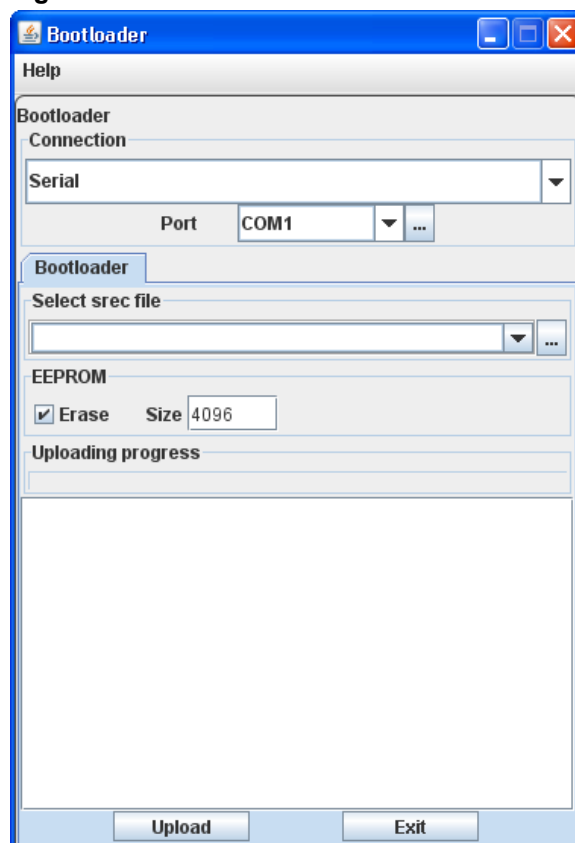 Bootloader
Help
Bootloader
Connection
Serial
Port COM1 ...
Bootloader
Select srec file
...
EEPROM
Erase Size 4096
Uploading progress
Upload Exit